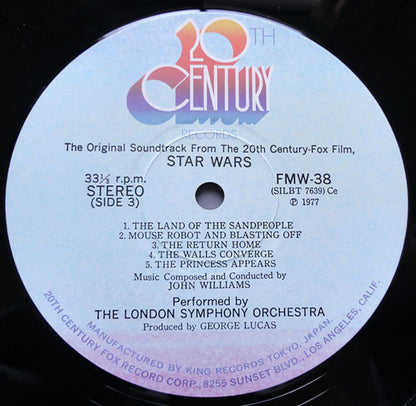 20TH
CENTURY
RECORDS
The Original Soundtrack From The 20th Century-Fox Film,
STAR WARS
33⅓ r.p.m.
STEREO
(SIDE 3)
FMW-38
(SILBT 7639) Ce
℗ 1977
1. THE LAND OF THE SANDPEOPLE
2. MOUSE ROBOT AND BLASTING OFF
3. THE RETURN HOME
4. THE WALLS CONVERGE
5. THE PRINCESS APPEARS
Music Composed and Conducted by
JOHN WILLIAMS
Performed by
THE LONDON SYMPHONY ORCHESTRA
Produced by GEORGE LUCAS
MANUFACTURED BY KING RECORDS TOKYO, JAPAN.
20TH CENTURY FOX RECORD CORP., 8255 SUNSET BLVD., LOS ANGELES, CALIF.